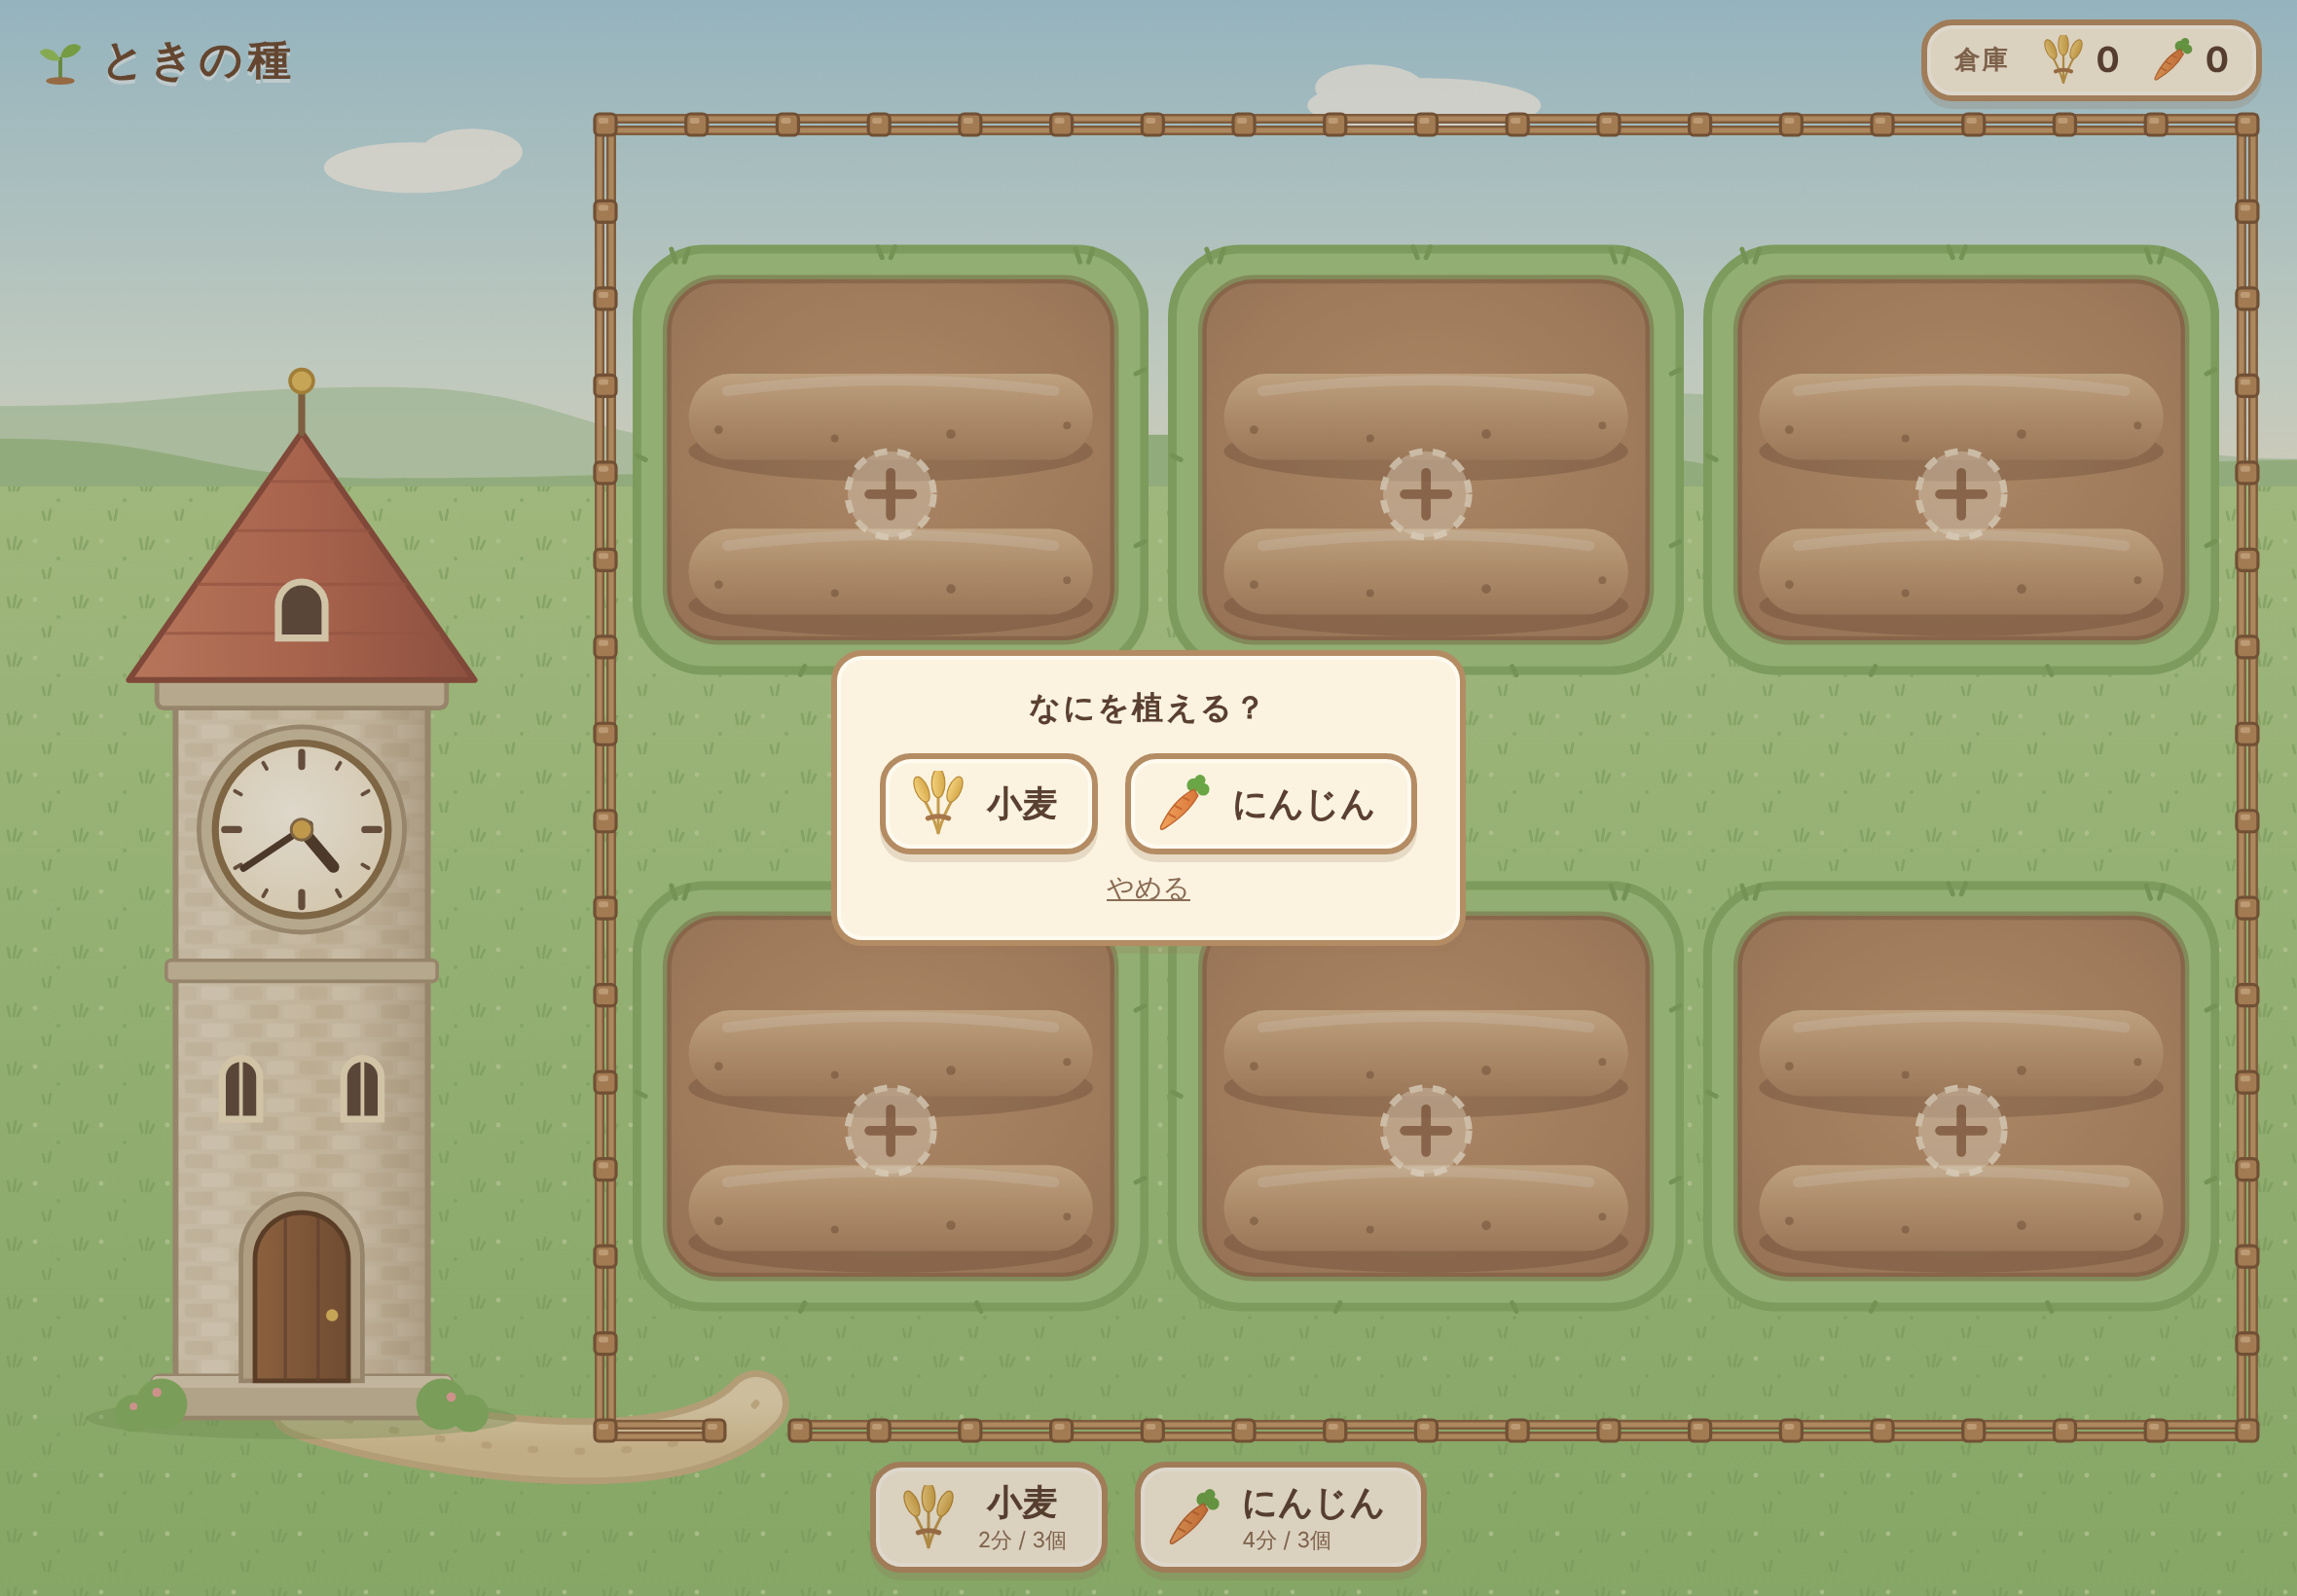 ときの種
倉庫 0 0
なにを植える？
小麦 にんじん
やめる
小麦 にんじん
2分 / 3個 4分 / 3個